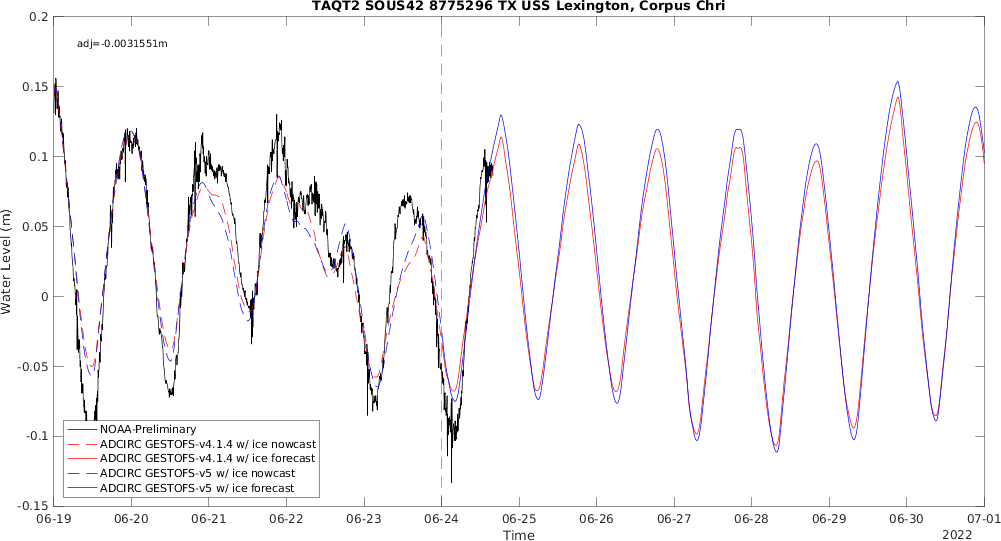 TAQT2 SOUS42 8775296 TX USS Lexington, Corpus Chri
adj=-0.0031551m
0.2
0.15
0.1
0.05
0
-0.05
-0.1
-0.15
Water Level (m)
NOAA-Preliminary
ADCIRC GESTOFS-v4.1.4 w/ ice nowcast
ADCIRC GESTOFS-v4.1.4 w/ ice forecast
ADCIRC GESTOFS-v5 w/ ice nowcast
ADCIRC GESTOFS-v5 w/ ice forecast
06-19 06-20 06-21 06-22 06-23 06-24 06-25 06-26 06-27 06-28 06-29 06-30 07-01
Time
2022